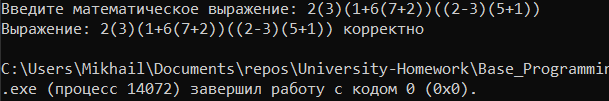 Введите математическое выражение: 2(3)(1+6(7+2))((2-3)(5+1))
Выражение: 2(3)(1+6(7+2))((2-3)(5+1)) корректно
C:\Users\Mikhail\Documents\repos\University-Homework\Base_Programmin
.exe (процесс 14072) завершил работу с кодом 0 (0x0).